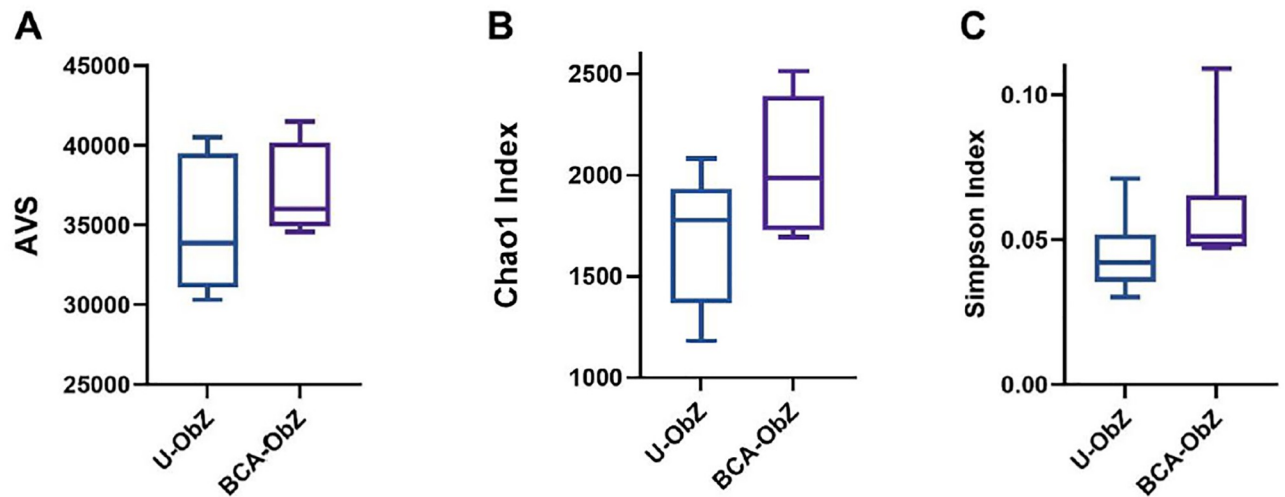 A
AVS
45000
40000
35000
30000
25000
U-ObZ
BCA-ObZ
B
Chao1 Index
2500
2000
1500
1000
U-ObZ
BCA-ObZ
C
Simpson Index
0.10
0.05
0.00
U-ObZ
BCA-ObZ